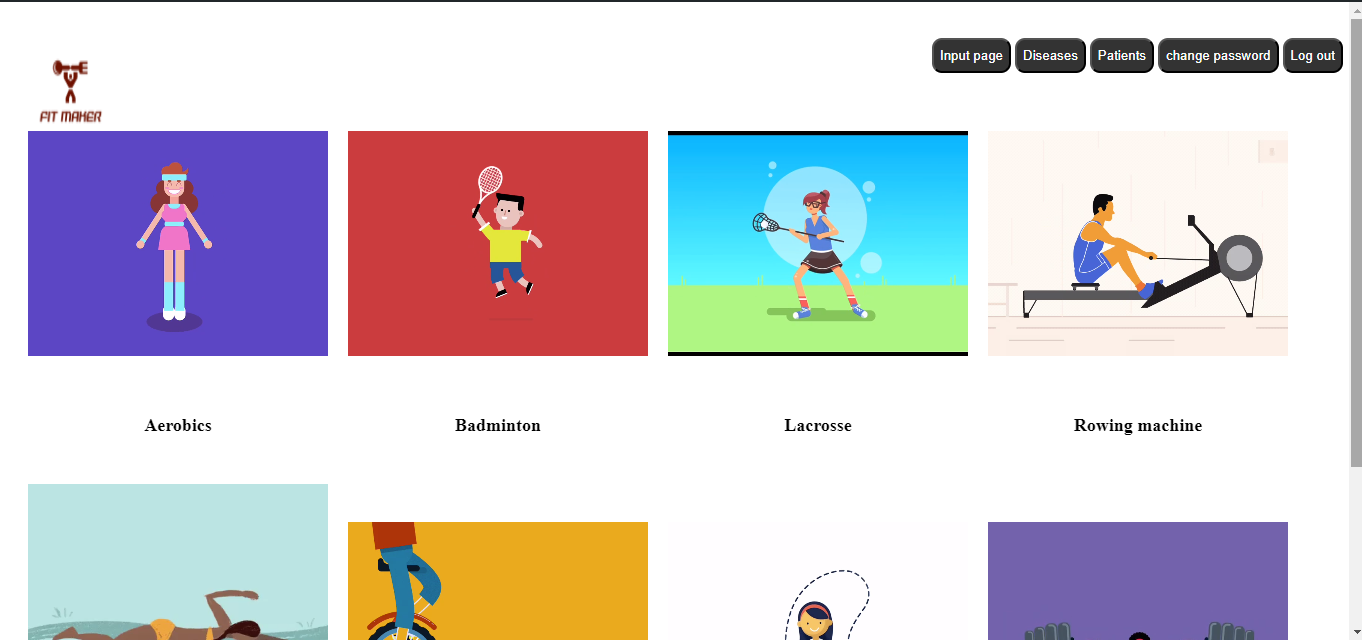 Input page
Diseases
Patients
change password
Log out
FIT MAKER
Aerobics
Badminton
Lacrosse
Rowing machine